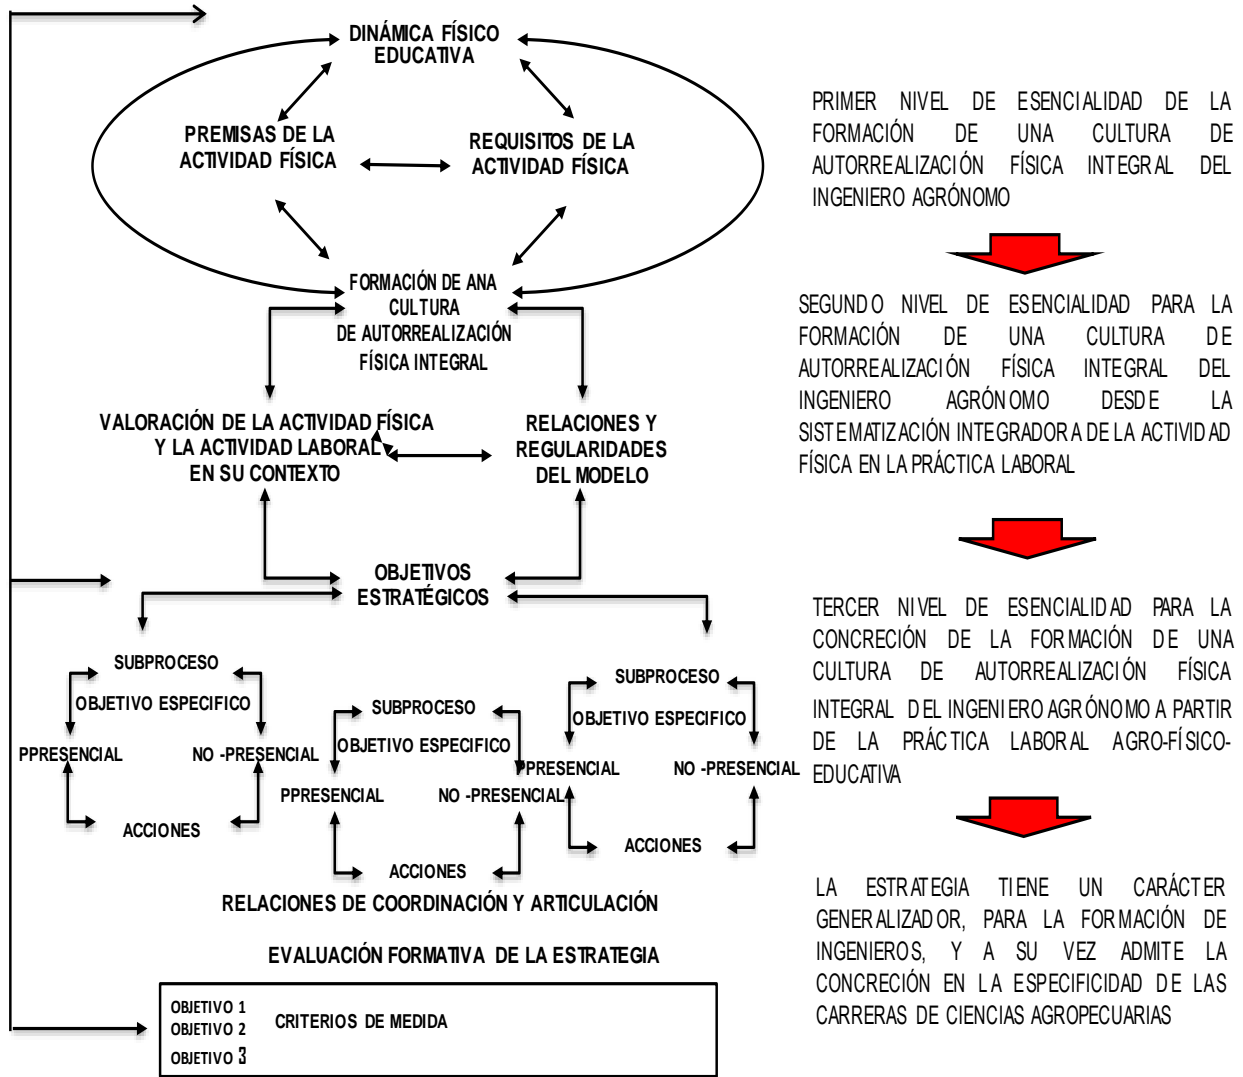 DINÁMICA FÍSICO
EDUCATIVA
PREMISAS DE LA
ACTIVIDAD FÍSICA
REQUISITOS DE LA
ACTIVIDAD FÍSICA
FORMACIÓN DE ANA
CULTURA
DE AUTORREALIZACIÓN
FÍSICA INTEGRAL
VALORACIÓN DE LA ACTIVIDAD FÍSICA
Y LA ACTIVIDAD LABORAL
EN SU CONTEXTO
RELACIONES Y
REGULARIDADES
DEL MODELO
OBJETIVOS
ESTRATÉGICOS
SUBPROCESO
OBJETIVO ESPECIFICO
PPRESENCIAL
NO -PRESENCIAL
ACCIONES
SUBPROCESO
OBJETIVO ESPECIFICO
PPRESENCIAL
NO -PRESENCIAL
ACCIONES
SUBPROCESO
OBJETIVO ESPECIFICO
PPRESENCIAL
NO -PRESENCIAL
ACCIONES
RELACIONES DE COORDINACIÓN Y ARTICULACIÓN
EVALUACIÓN FORMATIVA DE LA ESTRATEGIA
OBJETIVO 1
OBJETIVO 2
OBJETIVO 3
CRITERIOS DE MEDIDA
PRIMER NIVEL DE ESENCIALIDAD DE LA
FORMACIÓN DE UNA CULTURA DE
AUTORREALIZACIÓN FÍSICA INTEGRAL DEL
INGENIERO AGRÓNOMO
SEGUNDO NIVEL DE ESENCIALIDAD PARA LA
FORMACIÓN DE UNA CULTURA DE
AUTORREALIZACIÓN FÍSICA INTEGRAL DEL
INGENIERO AGRÓNOMO DESDE LA
SISTEMATIZACIÓN INTEGRADORA DE LA ACTIVIDAD
FÍSICA EN LA PRÁCTICA LABORAL
TERCER NIVEL DE ESENCIALIDAD PARA LA
CONCRECIÓN DE LA FORMACIÓN DE UNA
CULTURA DE AUTORREALIZACIÓN FÍSICA
INTEGRAL DEL INGENIERO AGRÓNOMO A PARTIR
DE LA PRÁCTICA LABORAL AGRO-FÍSICO-
EDUCATIVA
LA ESTRATEGIA TIENE UN CARÁCTER
GENERALIZADOR, PARA LA FORMACIÓN DE
INGENIEROS, Y A SU VEZ ADMITE LA
CONCRECIÓN EN LA ESPECIFICIDAD DE LAS
CARRERAS DE CIENCIAS AGROPECUARIAS